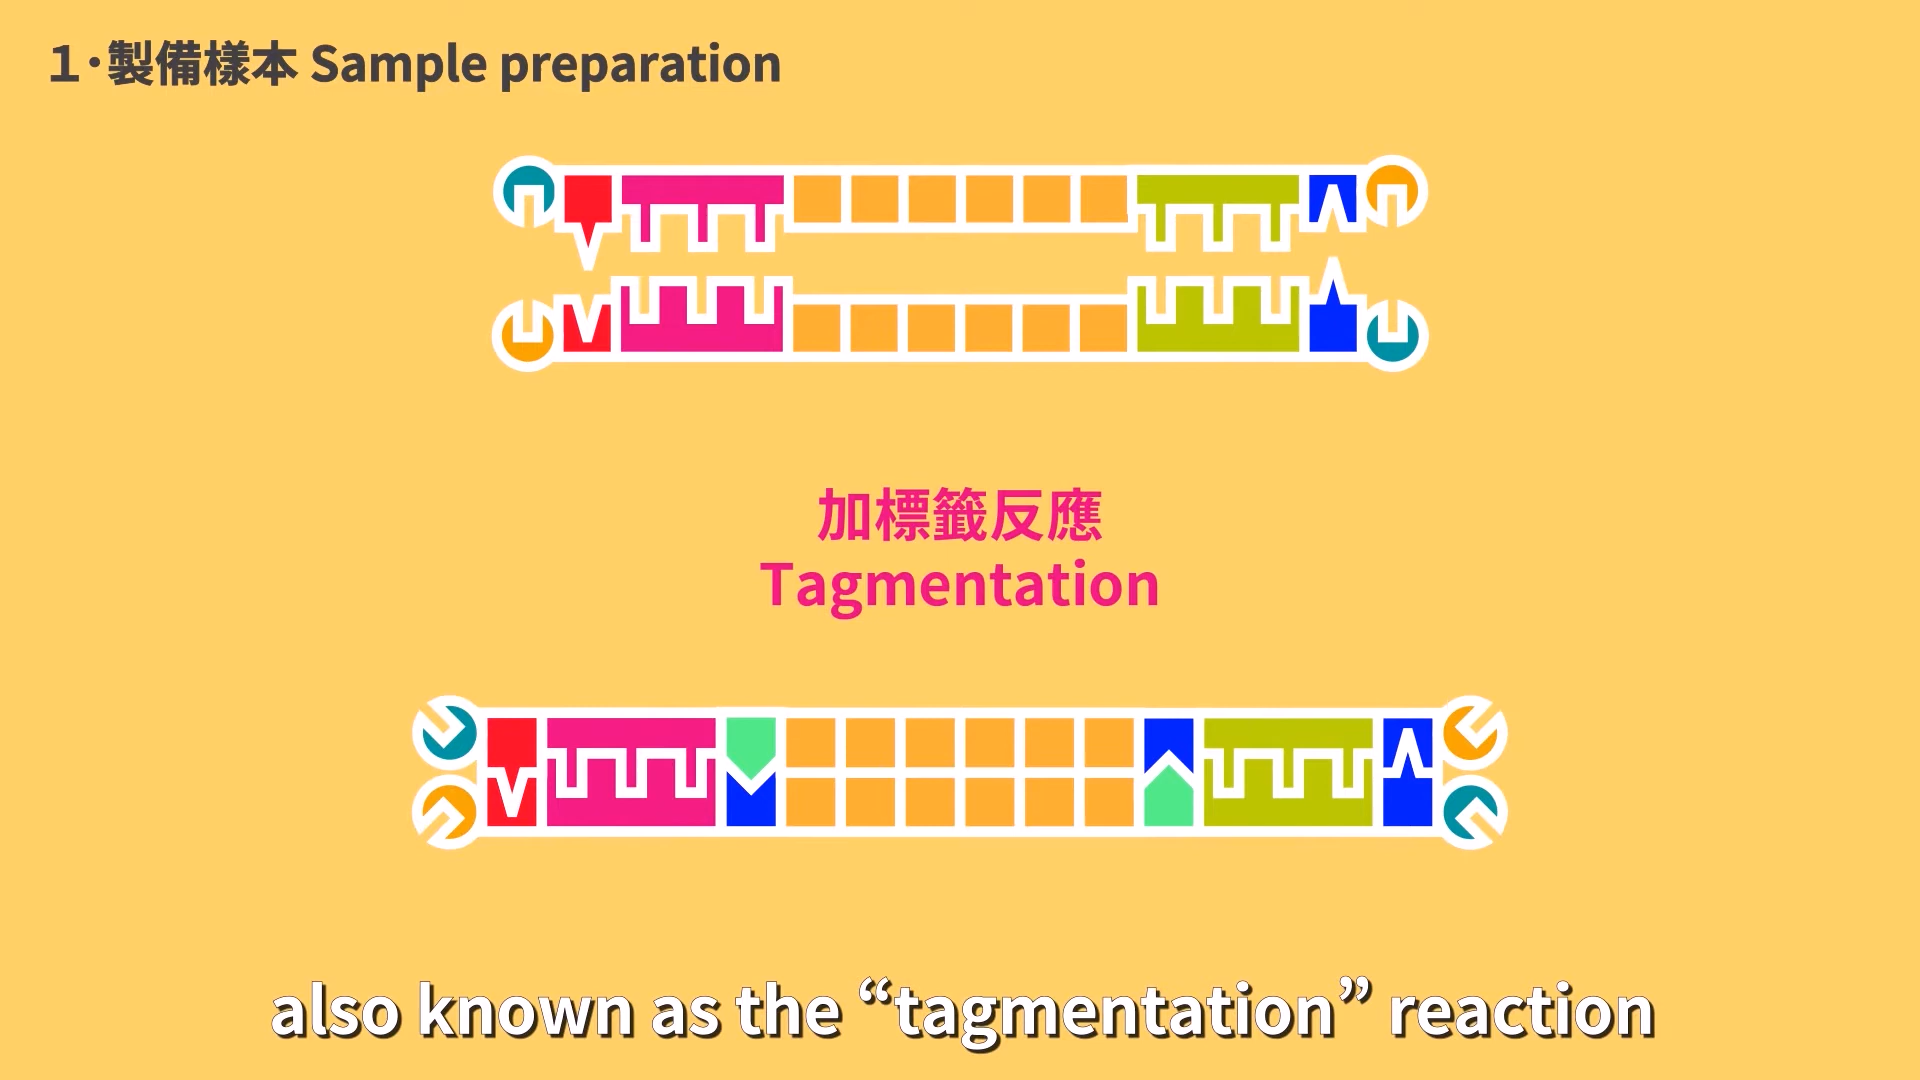 1·製備樣本 Sample preparation
加標籤反應
Tagmentation
also known as the “tagmentation” reaction